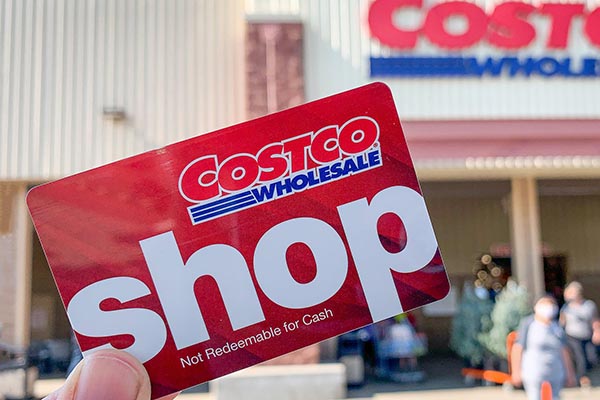 COSTCO
WHOLE
COSTCO
WHOLESALE
shop
Not Redeemable for Cash